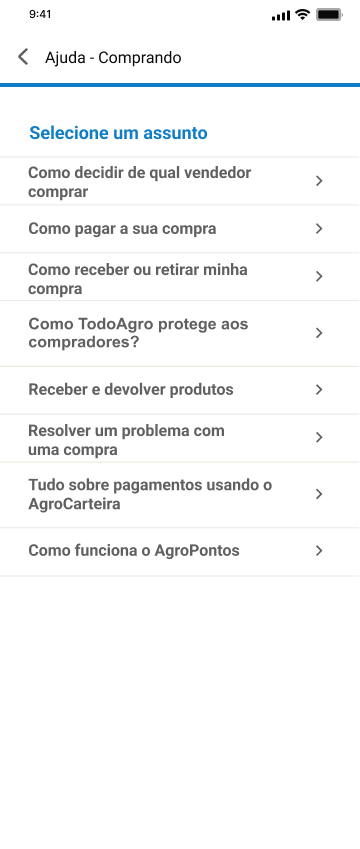 9:41
Ajuda - Comprando
Selecione um assunto
Como decidir de qual vendedor
comprar
Como pagar a sua compra
Como receber ou retirar minha
compra
Como TodoAgro protege aos
compradores?
Receber e devolver produtos
Resolver um problema com
uma compra
Tudo sobre pagamentos usando o
AgroCarteira
Como funciona o AgroPontos